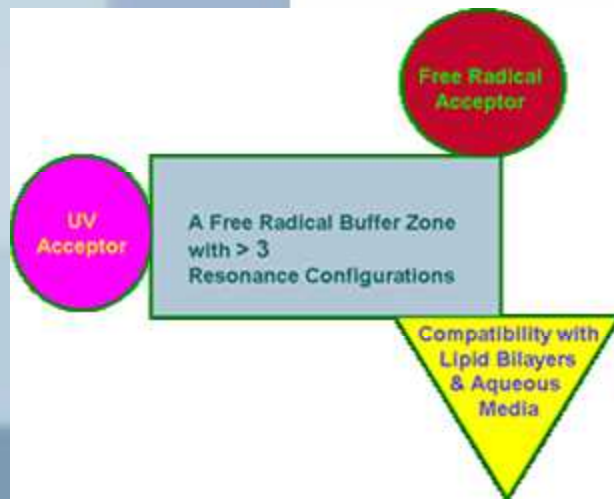 Free Radical
Acceptor
UV
Acceptor
A Free Radical Buffer Zone
with > 3
Resonance Configurations
Compatibility with
Lipid Bilayers
& Aqueous
Media